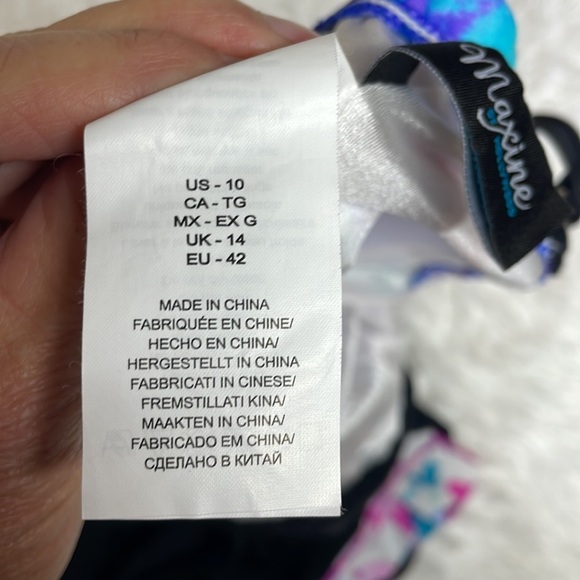 Maxine
US - 10
CA - TG
MX - EX G
UK - 14
EU - 42
MADE IN CHINA
FABRIQUÉE EN CHINE/
HECHO EN CHINA/
HERGESTELLT IN CHINA
FABBRICATI IN CINESE/
FREMSTILLATI KINA/
MAAKTEN IN CHINA/
FABRICADO EM CHINA/
СДЕЛАНО В КИТАЙ